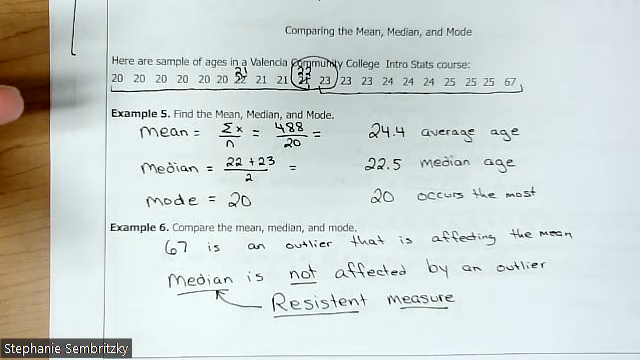 Comparing the Mean, Median, and Mode
Here are sample of ages in a Valencia Community College Intro Stats course:
20 20 20 20 20 20 21 21 21 22 23 23 23 24 24 24 25 25 25 67
Example 5. Find the Mean, Median, and Mode.
mean = Σx/n = 488/20 = 24.4 average age
median = 22+23/2 = 22.5 median age
mode = 20 20 occurs the most
Example 6. Compare the mean, median, and mode.
67 is an outlier that is affecting the mean
Median is not affected by an outlier
Resistent measure
Stephanie Sembritzky